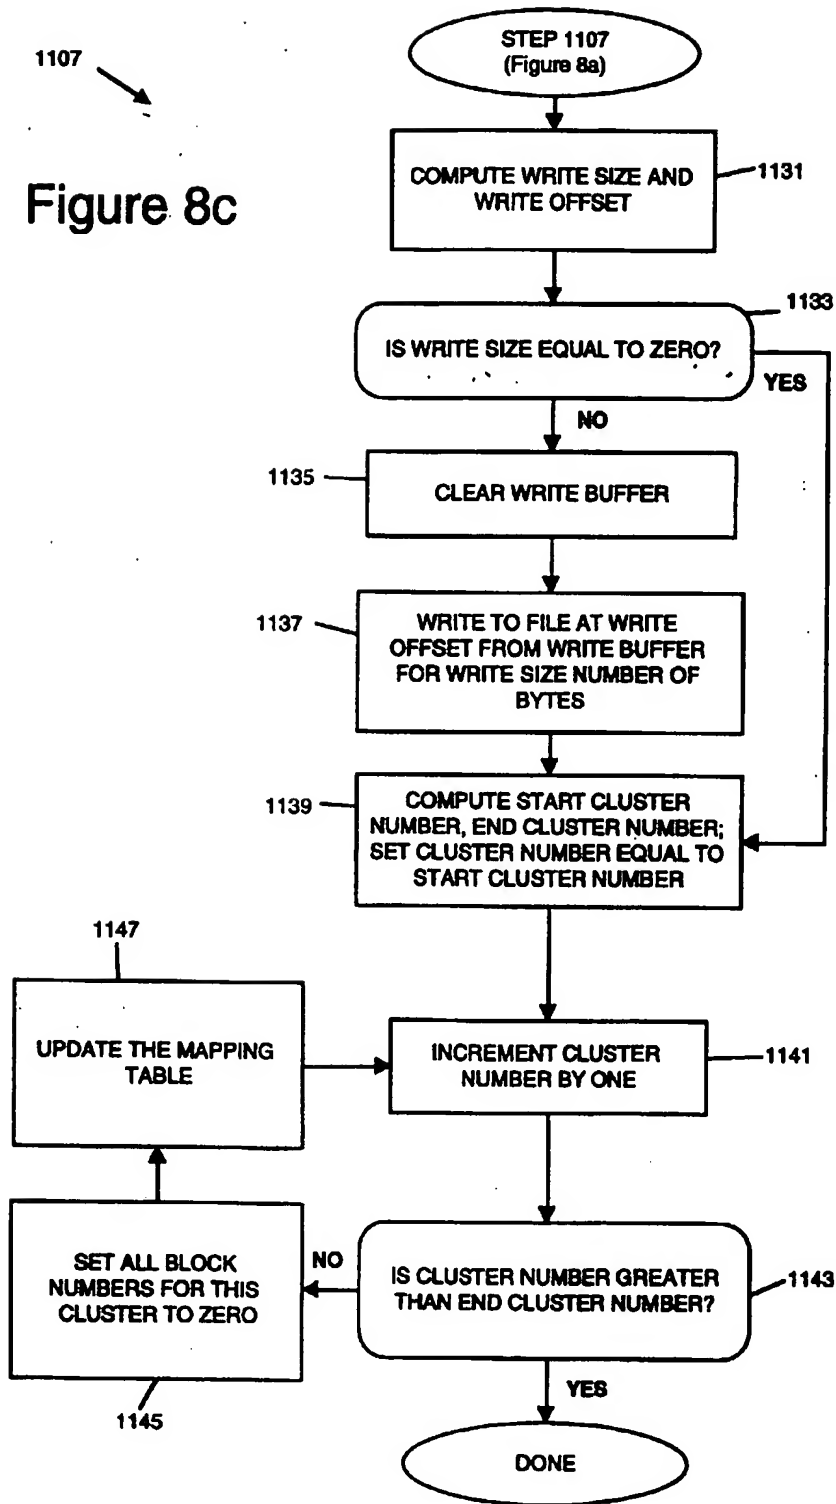 STEP 1107
(Figure 8a)
1107
Figure 8c
COMPUTE WRITE SIZE AND
WRITE OFFSET
1131
1133
IS WRITE SIZE EQUAL TO ZERO?
YES
NO
1135
CLEAR WRITE BUFFER
1137
WRITE TO FILE AT WRITE
OFFSET FROM WRITE BUFFER
FOR WRITE SIZE NUMBER OF
BYTES
1139
COMPUTE START CLUSTER
NUMBER, END CLUSTER NUMBER;
SET CLUSTER NUMBER EQUAL TO
START CLUSTER NUMBER
1147
UPDATE THE MAPPING
TABLE
INCREMENT CLUSTER
NUMBER BY ONE
1141
SET ALL BLOCK
NUMBERS FOR THIS
CLUSTER TO ZERO
NO
IS CLUSTER NUMBER GREATER
THAN END CLUSTER NUMBER?
1143
1145
YES
DONE